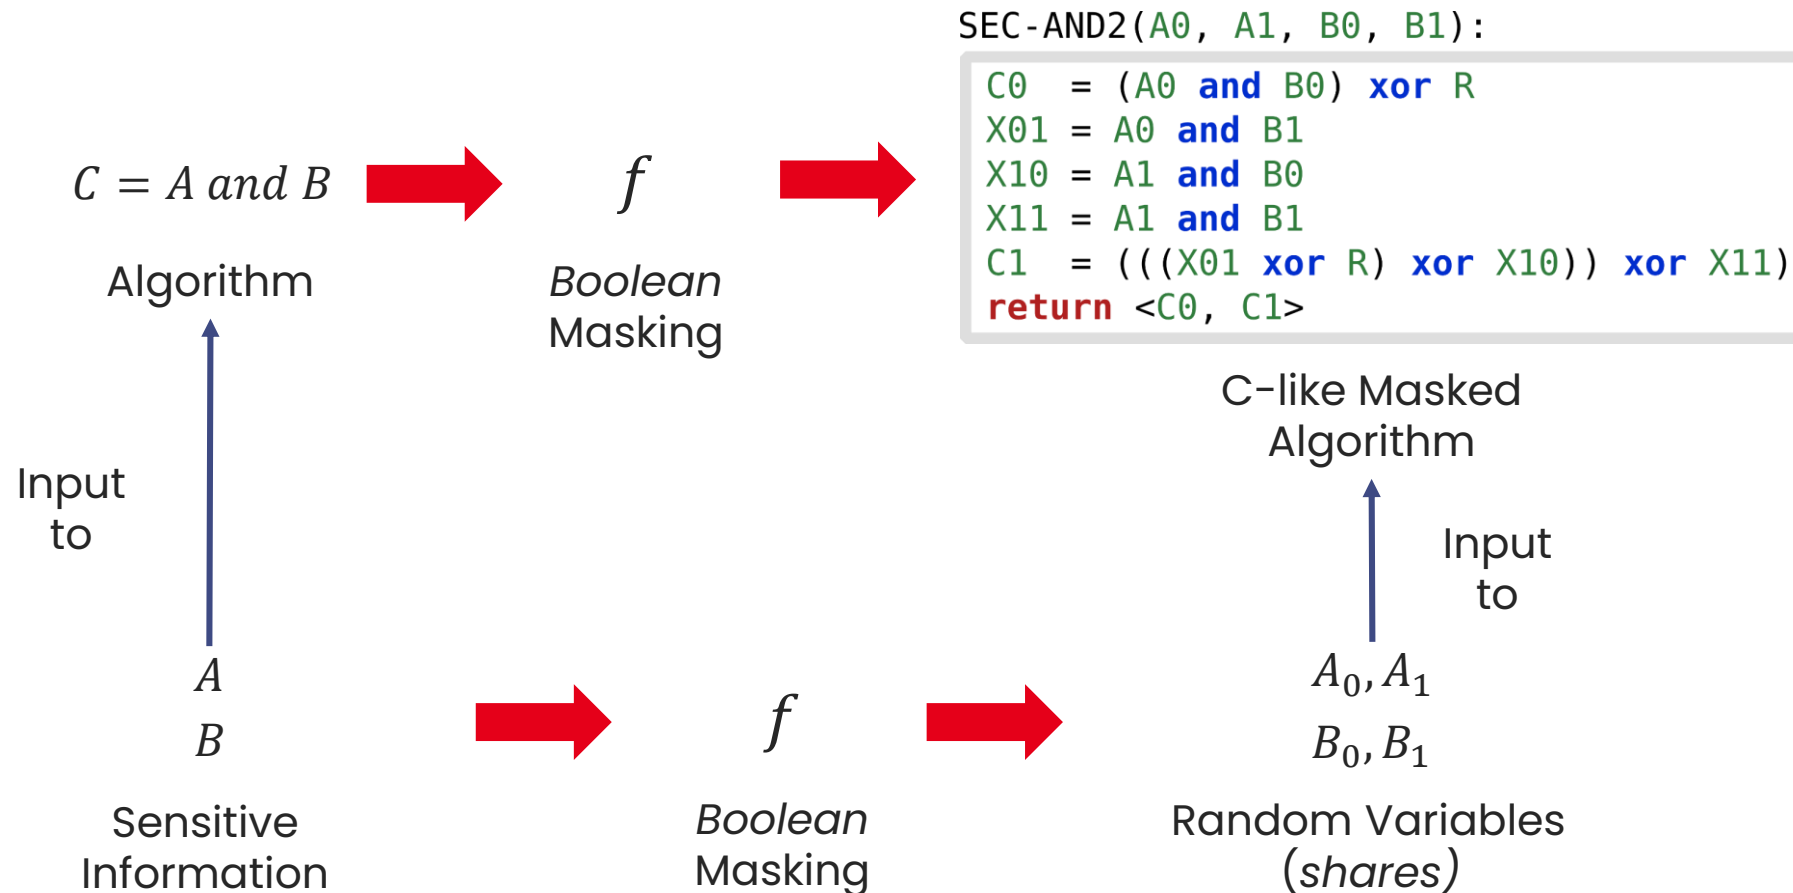 SEC-AND2(A0, A1, B0, B1):
C0 = (A0 and B0) xor R
X01 = A0 and B1
X10 = A1 and B0
X11 = A1 and B1
C1 = (((X01 xor R) xor X10)) xor X11)
return <C0, C1>
C = A and B
f
Algorithm
Boolean
Masking
C-like Masked
Algorithm
Input
to
Input
to
A
B
f
A₀, A₁
B₀, B₁
Sensitive
Information
Boolean
Masking
Random Variables
(shares)